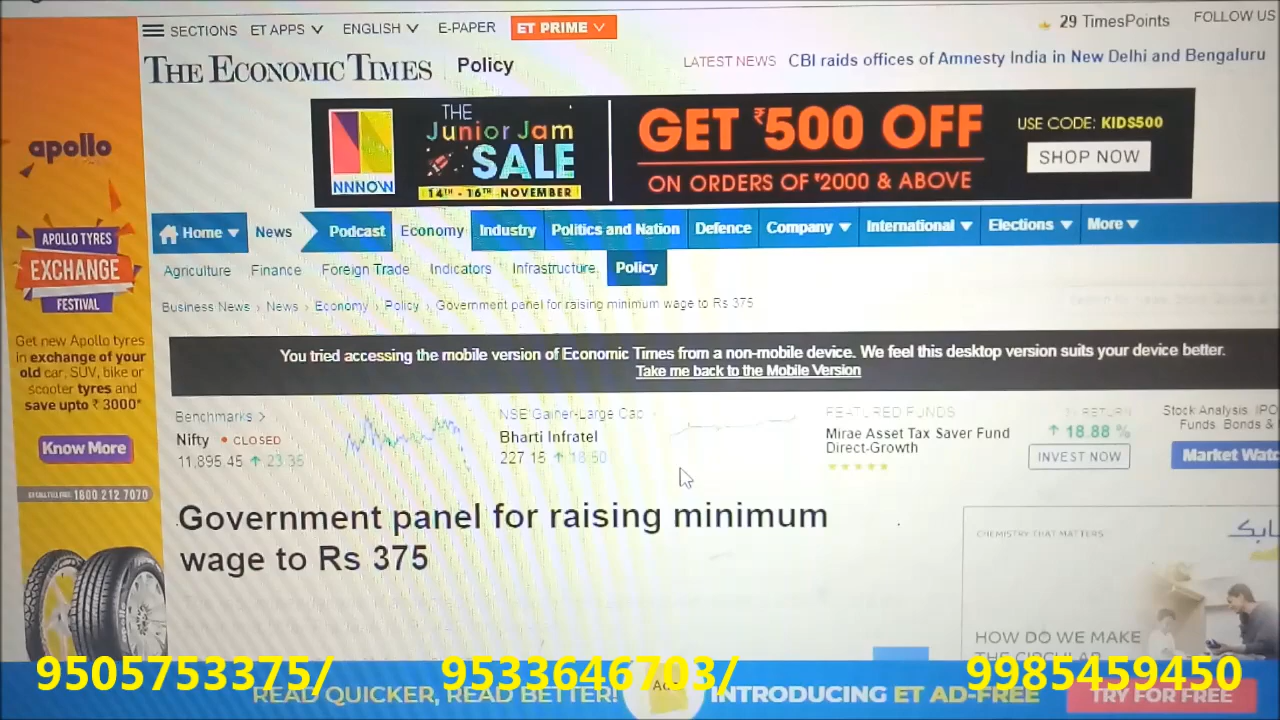 SECTIONS ET APPS ENGLISH E-PAPER ET PRIME 29 TimesPoints FOLLOW US
THE ECONOMIC TIMES Policy
LATEST NEWS CBI raids offices of Amnesty India in New Delhi and Bengaluru
apollo
APOLLO TYRES
EXCHANGE
FESTIVAL
Get new Apollo tyres
in exchange of your
old car, SUV, bike or
scooter tyres and
save upto ₹ 3000*
Know More
1800 212 7070
NNNOW
THE
Junior Jam
SALE
14TH - 16TH NOVEMBER
GET ₹500 OFF
ON ORDERS OF ₹2000 & ABOVE
USE CODE: KIDS500
SHOP NOW
Home News Podcast Economy Industry Politics and Nation Defence Company International Elections More
Agriculture Finance Foreign Trade Indicators Infrastructure Policy
Business News › News › Economy › Policy › Government panel for raising minimum wage to Rs 375
You tried accessing the mobile version of Economic Times from a non-mobile device. We feel this desktop version suits your device better.
Take me back to the Mobile Version
Benchmarks >
Nifty • CLOSED
11,895.45 ↑ 23.35
NSE Gainer-Large Cap
Bharti Infratel
227.15 ↑ 18.50
FEATURED FUNDS
Mirae Asset Tax Saver Fund
Direct-Growth
★★★★★
RETURN
↑ 18.88 %
INVEST NOW
Stock Analysis, IPO
Funds, Bonds &
Market Watc
Government panel for raising minimum
wage to Rs 375
CHEMISTRY THAT MATTERS
سابك
HOW DO WE MAKE
THE CIRCULAR
9505753375/ 9533646703/ 9985459450
READ QUICKER, READ BETTER! INTRODUCING ET AD-FREE TRY FOR FREE